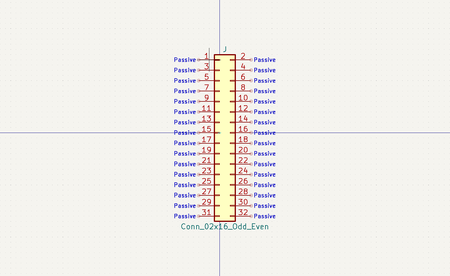 J
Passive 1 2 Passive
Passive 3 4 Passive
Passive 5 6 Passive
Passive 7 8 Passive
Passive 9 10 Passive
Passive 11 12 Passive
Passive 13 14 Passive
Passive 15 16 Passive
Passive 17 18 Passive
Passive 19 20 Passive
Passive 21 22 Passive
Passive 23 24 Passive
Passive 25 26 Passive
Passive 27 28 Passive
Passive 29 30 Passive
Passive 31 32 Passive
Conn_02x16_Odd_Even